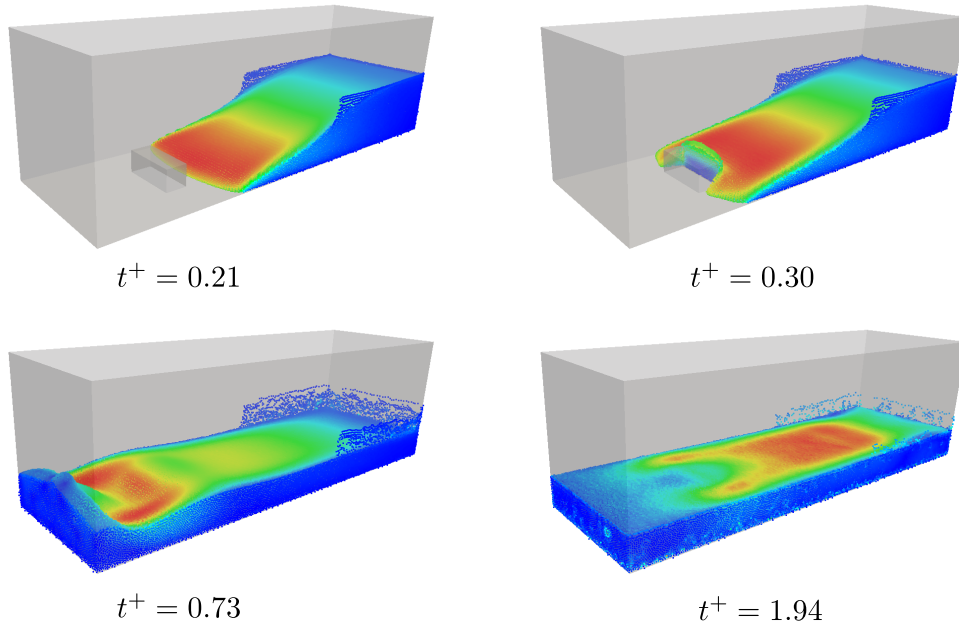 t⁺ = 0.21
t⁺ = 0.30
t⁺ = 0.73
t⁺ = 1.94